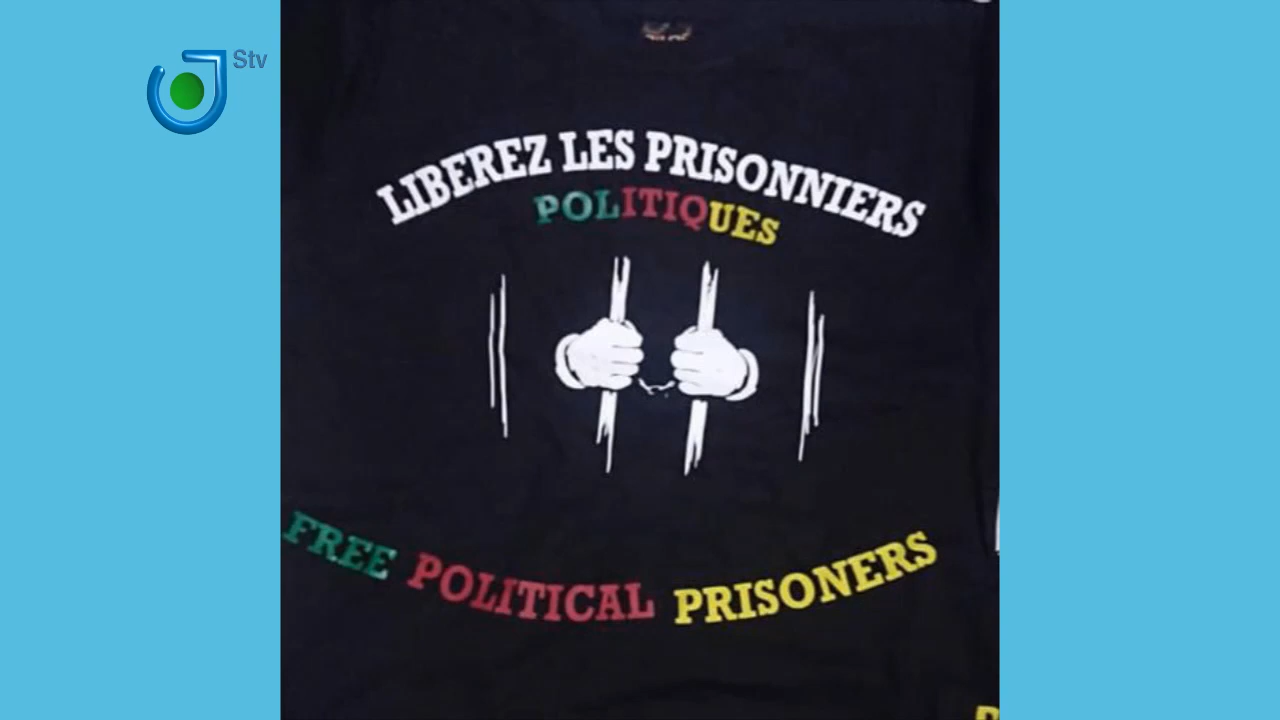 Stv
LIBEREZ LES PRISONNIERS
POLITIQUES
FREE POLITICAL PRISONERS